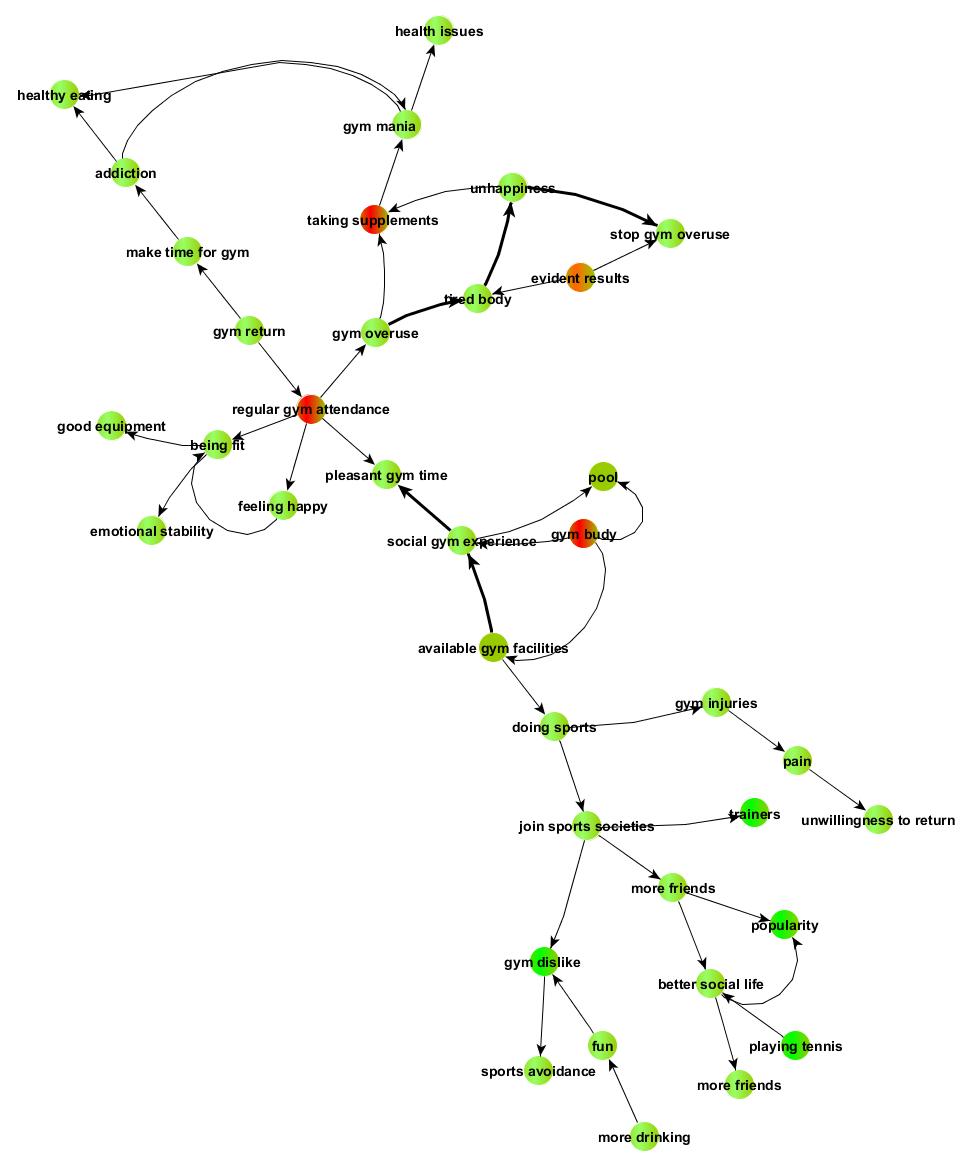 health issues
healthy eating
gym mania
addiction
unhappiness
taking supplements
stop gym overuse
make time for gym
evident results
tired body
gym return
gym overuse
regular gym attendance
good equipment
being fit
pleasant gym time
pool
feeling happy
emotional stability
gym budy
social gym experience
available gym facilities
gym injuries
doing sports
pain
trainers
unwillingness to return
join sports societies
more friends
popularity
gym dislike
better social life
fun
playing tennis
sports avoidance
more friends
more drinking